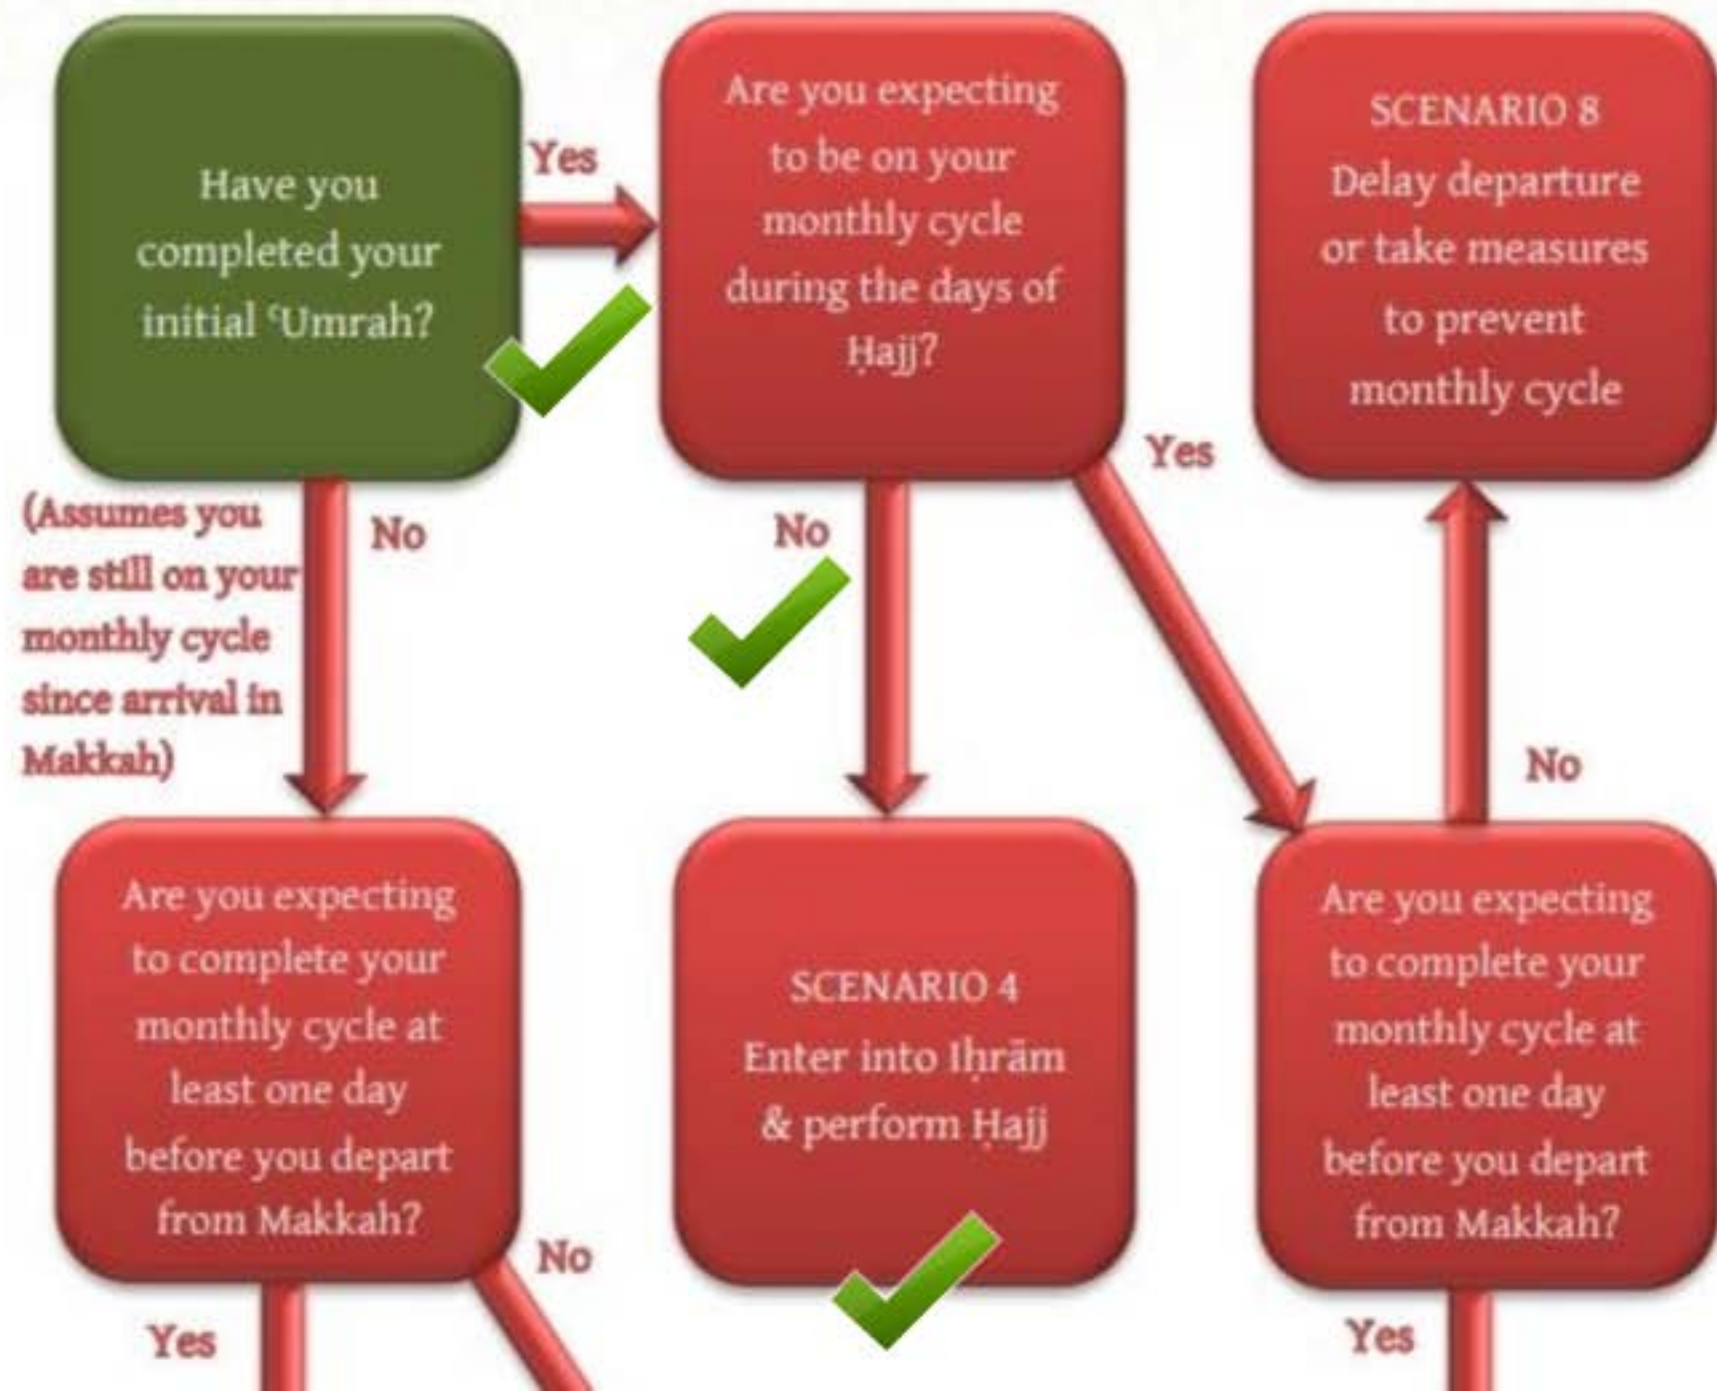 Have you
completed your
initial ʿUmrah?
Yes
Are you expecting
to be on your
monthly cycle
during the days of
Ḥajj?
SCENARIO 8
Delay departure
or take measures
to prevent
monthly cycle
(Assumes you
are still on your
monthly cycle
since arrival in
Makkah)
No
No
Yes
No
Are you expecting
to complete your
monthly cycle at
least one day
before you depart
from Makkah?
SCENARIO 4
Enter into Iḥrām
& perform Ḥajj
Are you expecting
to complete your
monthly cycle at
least one day
before you depart
from Makkah?
Yes
No
Yes